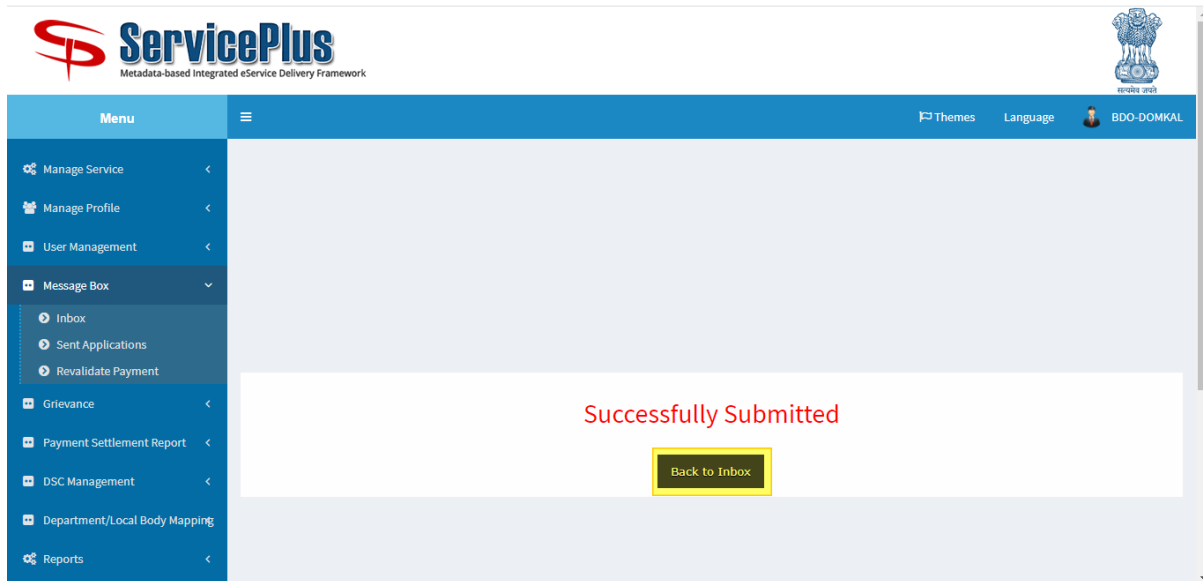 ServicePlus
Metadata-based Integrated eService Delivery Framework
सत्यमेव जयते
Menu
Themes Language BDO-DOMKAL
Manage Service
Manage Profile
User Management
Message Box
Inbox
Sent Applications
Revalidate Payment
Grievance
Payment Settlement Report
DSC Management
Department/Local Body Mapping
Reports
Successfully Submitted
Back to Inbox